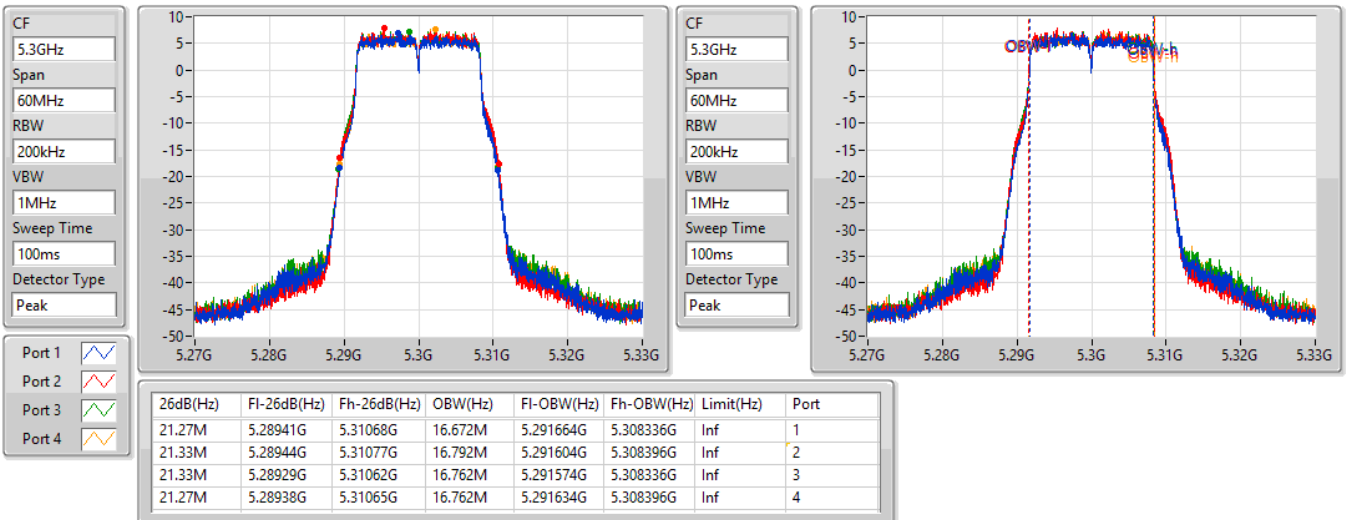 CF
5.3GHz
Span
60MHz
RBW
200kHz
VBW
1MHz
Sweep Time
100ms
Detector Type
Peak
10
5
0
-5
-10
-15
-20
-25
-30
-35
-40
-45
-50
5.27G 5.28G 5.29G 5.3G 5.31G 5.32G 5.33G
CF
5.3GHz
Span
60MHz
RBW
200kHz
VBW
1MHz
Sweep Time
100ms
Detector Type
Peak
10
5
0
-5
-10
-15
-20
-25
-30
-35
-40
-45
-50
OBW-h
5.27G 5.28G 5.29G 5.3G 5.31G 5.32G 5.33G
Port 1
Port 2
Port 3
Port 4
26dB(Hz) Fl-26dB(Hz) Fh-26dB(Hz) OBW(Hz) Fl-OBW(Hz) Fh-OBW(Hz) Limit(Hz) Port
21.27M 5.28941G 5.31068G 16.672M 5.291664G 5.308336G Inf 1
21.33M 5.28944G 5.31077G 16.792M 5.291604G 5.308396G Inf 2
21.33M 5.28929G 5.31062G 16.762M 5.291574G 5.308336G Inf 3
21.27M 5.28938G 5.31065G 16.762M 5.291634G 5.308396G Inf 4